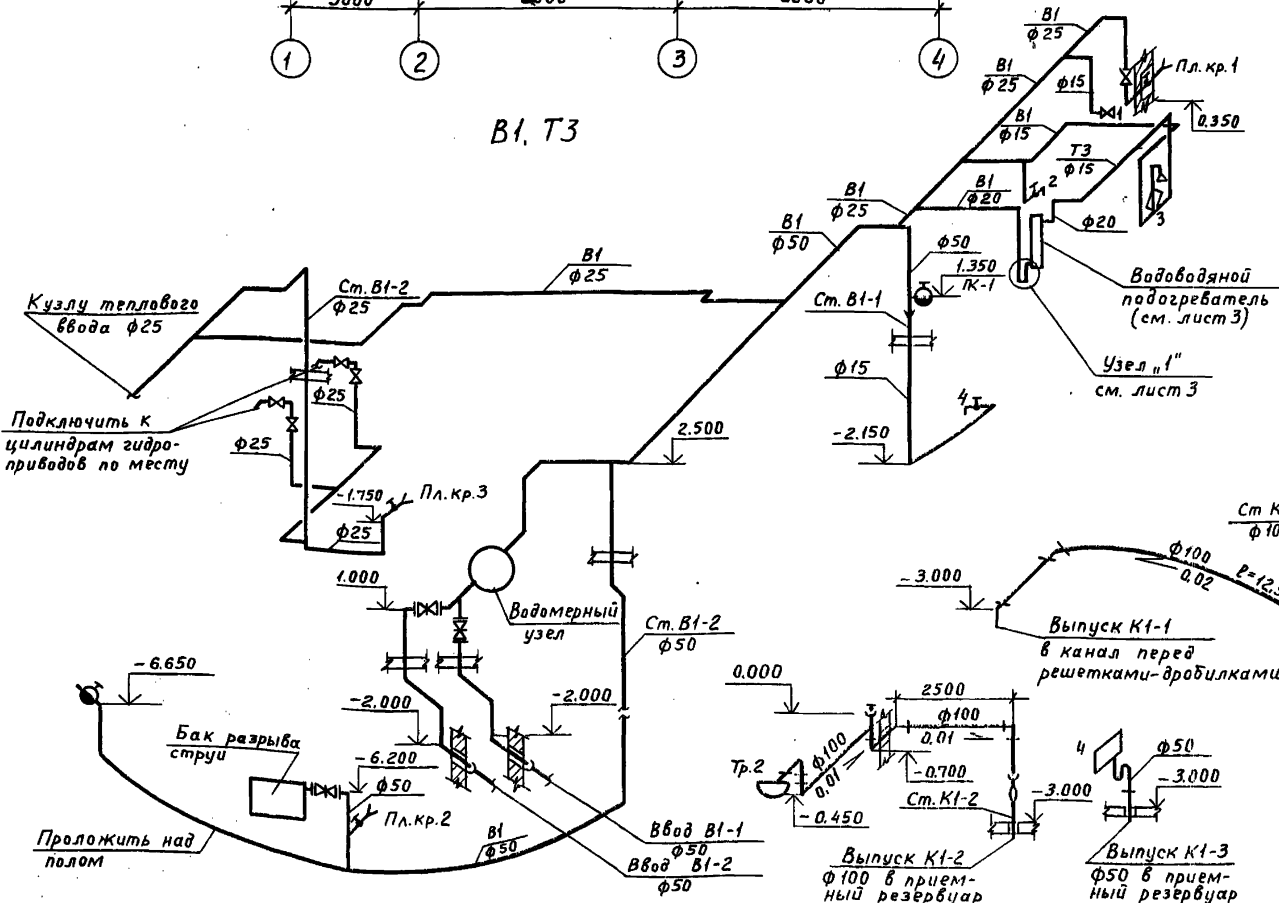 1
2
3
4
В1, Т3
В1
ф25
В1
ф25
ф15
Пл.кр.1
0.350
В1
ф15
Т3
ф15
1
2
3
В1
ф20
ф20
В1
ф25
В1
ф50
ф50
1.350
ПК-1
Ст. В1-1
Водоводяной
подогреватель
(см. лист 3)
Узел „1"
см. лист 3
ф15
4
-2.150
2.500
В1
ф25
Ст. В1-2
ф25
К узлу теплового
ввода ф25
Подключить к
цилиндрам гидро-
приводов по месту
ф25
ф25
-1.750
Пл.кр.3
ф25
1.000
Водомерный
узел
Ст. В1-2
ф50
-6.650
-2.000
-2.000
Бак разрыва
струи
-6.200
ф50
Пл.кр.2
Проложить над
полом
В1
ф50
Ввод В1-1
ф50
Ввод В1-2
ф50
Ст К
ф10
-3.000
ф100
0.02
ℓ=12.5
Выпуск К1-1
в канал перед
решетками-дробилками
0.000
2500
ф100
0.01
ф100
0.01
Тр.2
-0.700
-0.450
Ст. К1-2
-3.000
Выпуск К1-2
ф100 в прием-
ный резервуар
4
ф50
-3.000
Выпуск К1-3
ф50 в прием-
ный резервуар